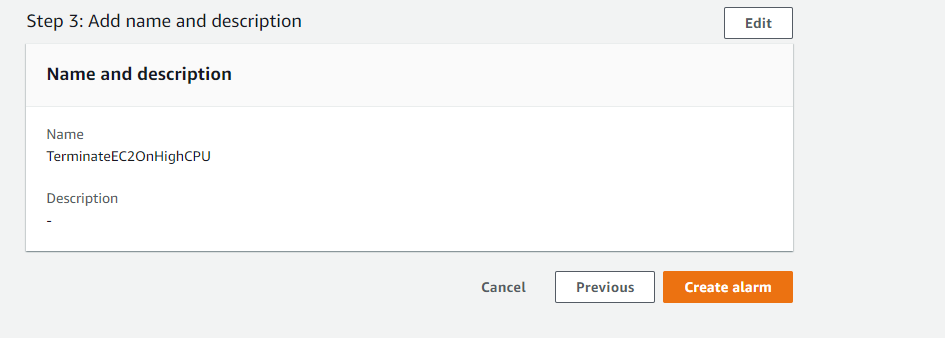 Step 3: Add name and description
Edit
Name and description
Name
TerminateEC2OnHighCPU
Description
-
Cancel
Previous
Create alarm